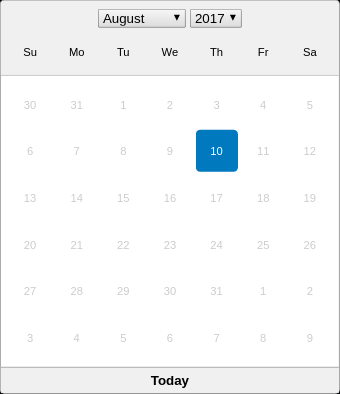 August 2017
Su Mo Tu We Th Fr Sa
30 31 1 2 3 4 5
6 7 8 9 10 11 12
13 14 15 16 17 18 19
20 21 22 23 24 25 26
27 28 29 30 31 1 2
3 4 5 6 7 8 9
Today